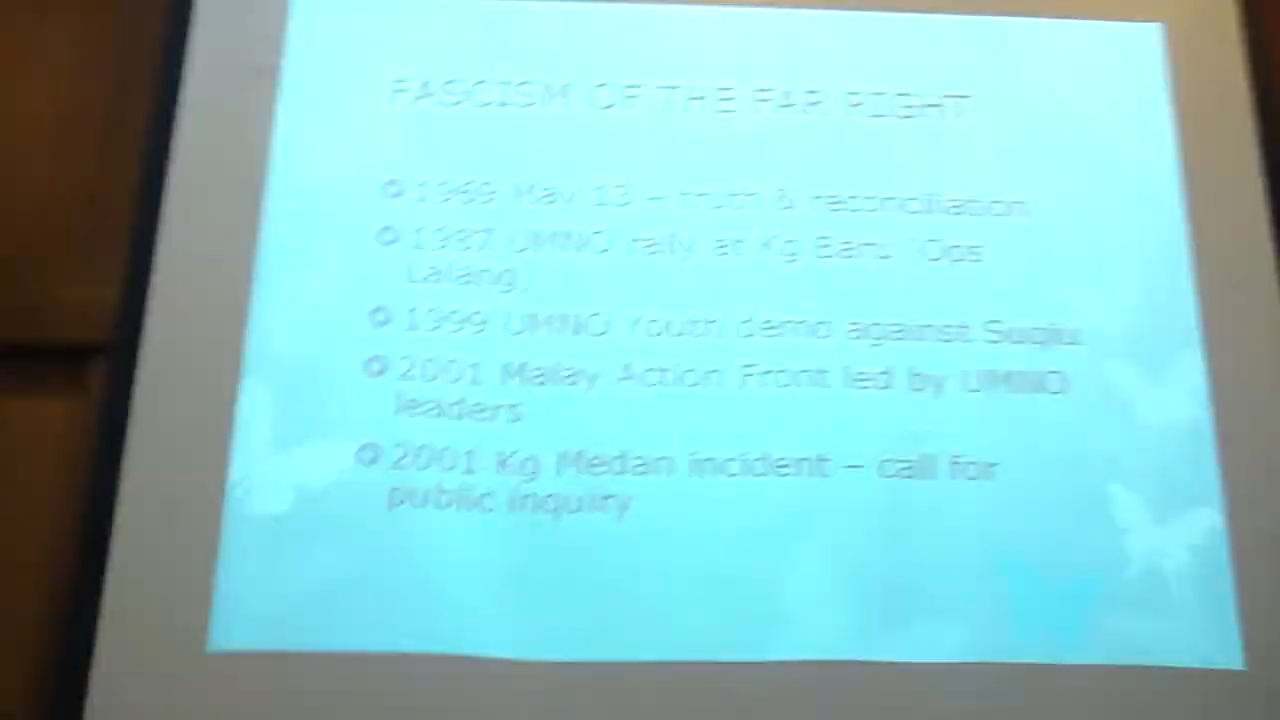 FASCISM OF THE FAR RIGHT
1969 May 13 – truth & reconciliation
1987 UMNO rally at Kg Baru 'Ops
Lalang'
1999 UMNO Youth demo against Suqiu
2001 Malay Action Front led by UMNO
leaders
2001 Kg Medan incident – call for
public inquiry